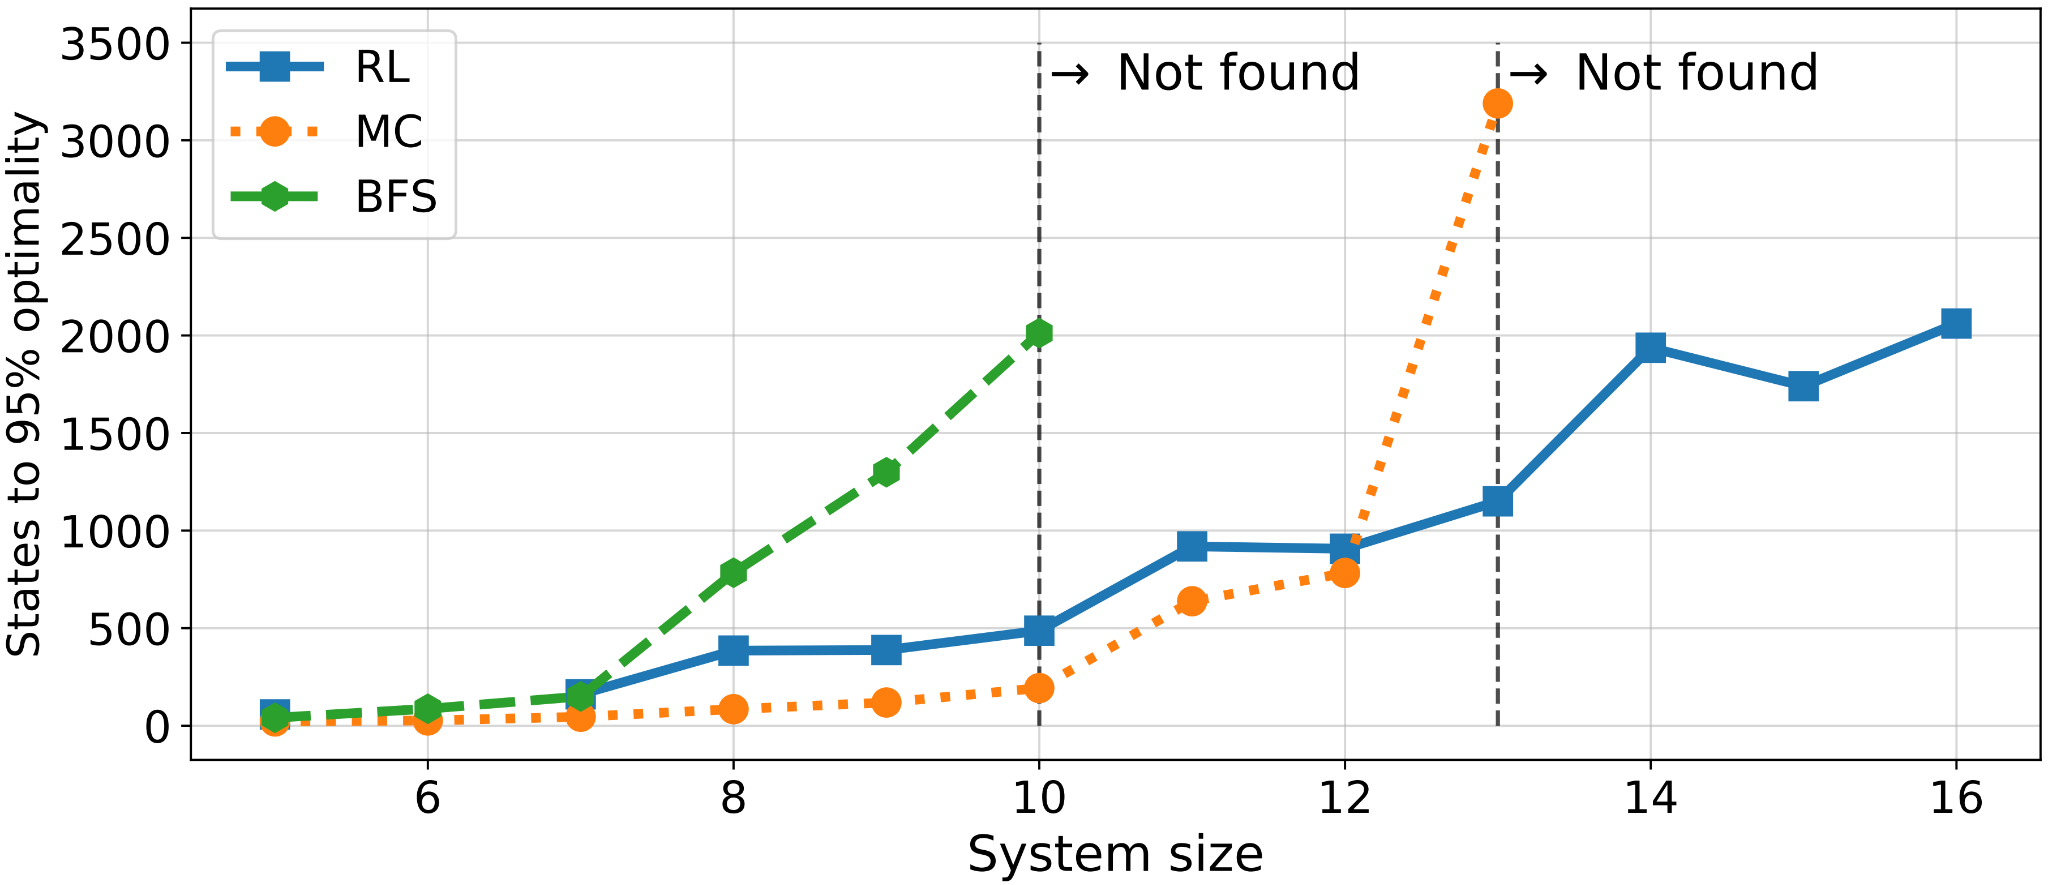 States to 95% optimality
3500
3000
2500
2000
1500
1000
500
0
RL
MC
BFS
→ Not found
→ Not found
6
8
10
12
14
16
System size